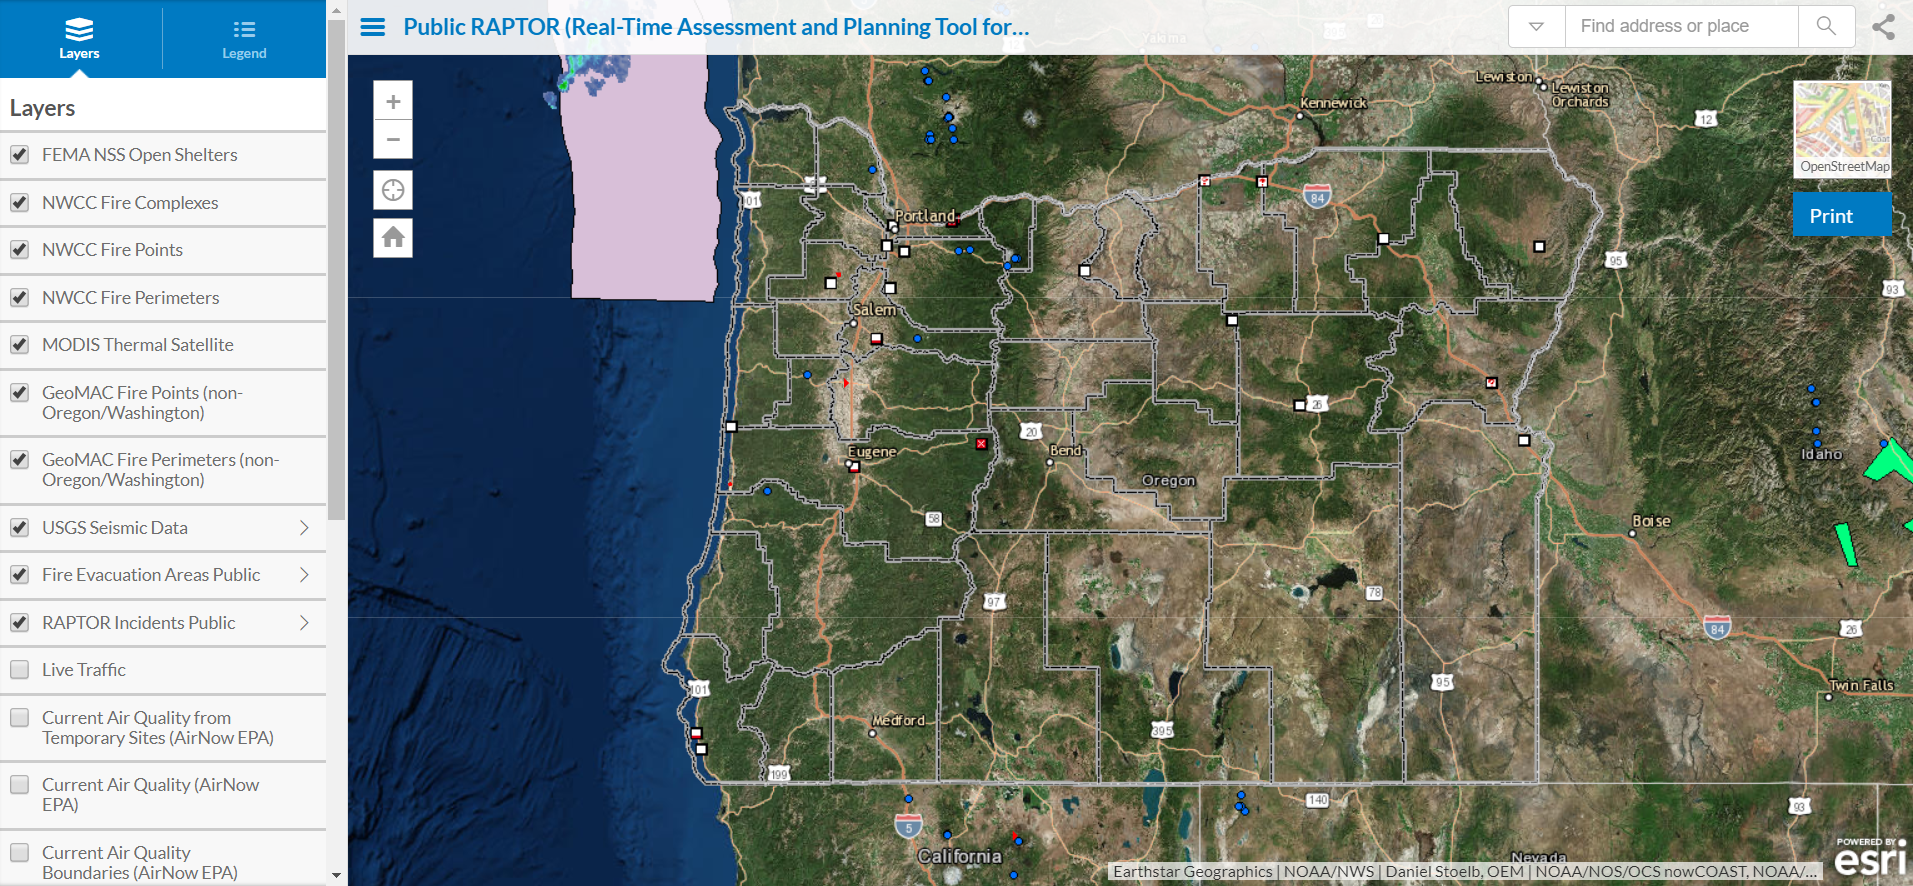 Layers
Legend
Layers
FEMA NSS Open Shelters
NWCC Fire Complexes
NWCC Fire Points
NWCC Fire Perimeters
MODIS Thermal Satellite
GeoMAC Fire Points (non-
Oregon/Washington)
GeoMAC Fire Perimeters (non-
Oregon/Washington)
USGS Seismic Data
Fire Evacuation Areas Public
RAPTOR Incidents Public
Live Traffic
Current Air Quality from
Temporary Sites (AirNow EPA)
Current Air Quality (AirNow
EPA)
Current Air Quality
Boundaries (AirNow EPA)
Public RAPTOR (Real-Time Assessment and Planning Tool for...
Find address or place
OpenStreetMap
Print
Yakima
Lewiston
Lewiston
Orchards
Kennewick
12
101
84
Portland
95
93
Salem
26
20
Bend
Eugene
Oregon
Idaho
58
Boise
97
78
84
26
101
95
Twin Falls
Medford
395
199
140
93
5
California
Nevada
POWERED BY
esri
Earthstar Geographics | NOAA/NWS | Daniel Stoelb, OEM | NOAA/NOS/OCS nowCOAST, NOAA/...